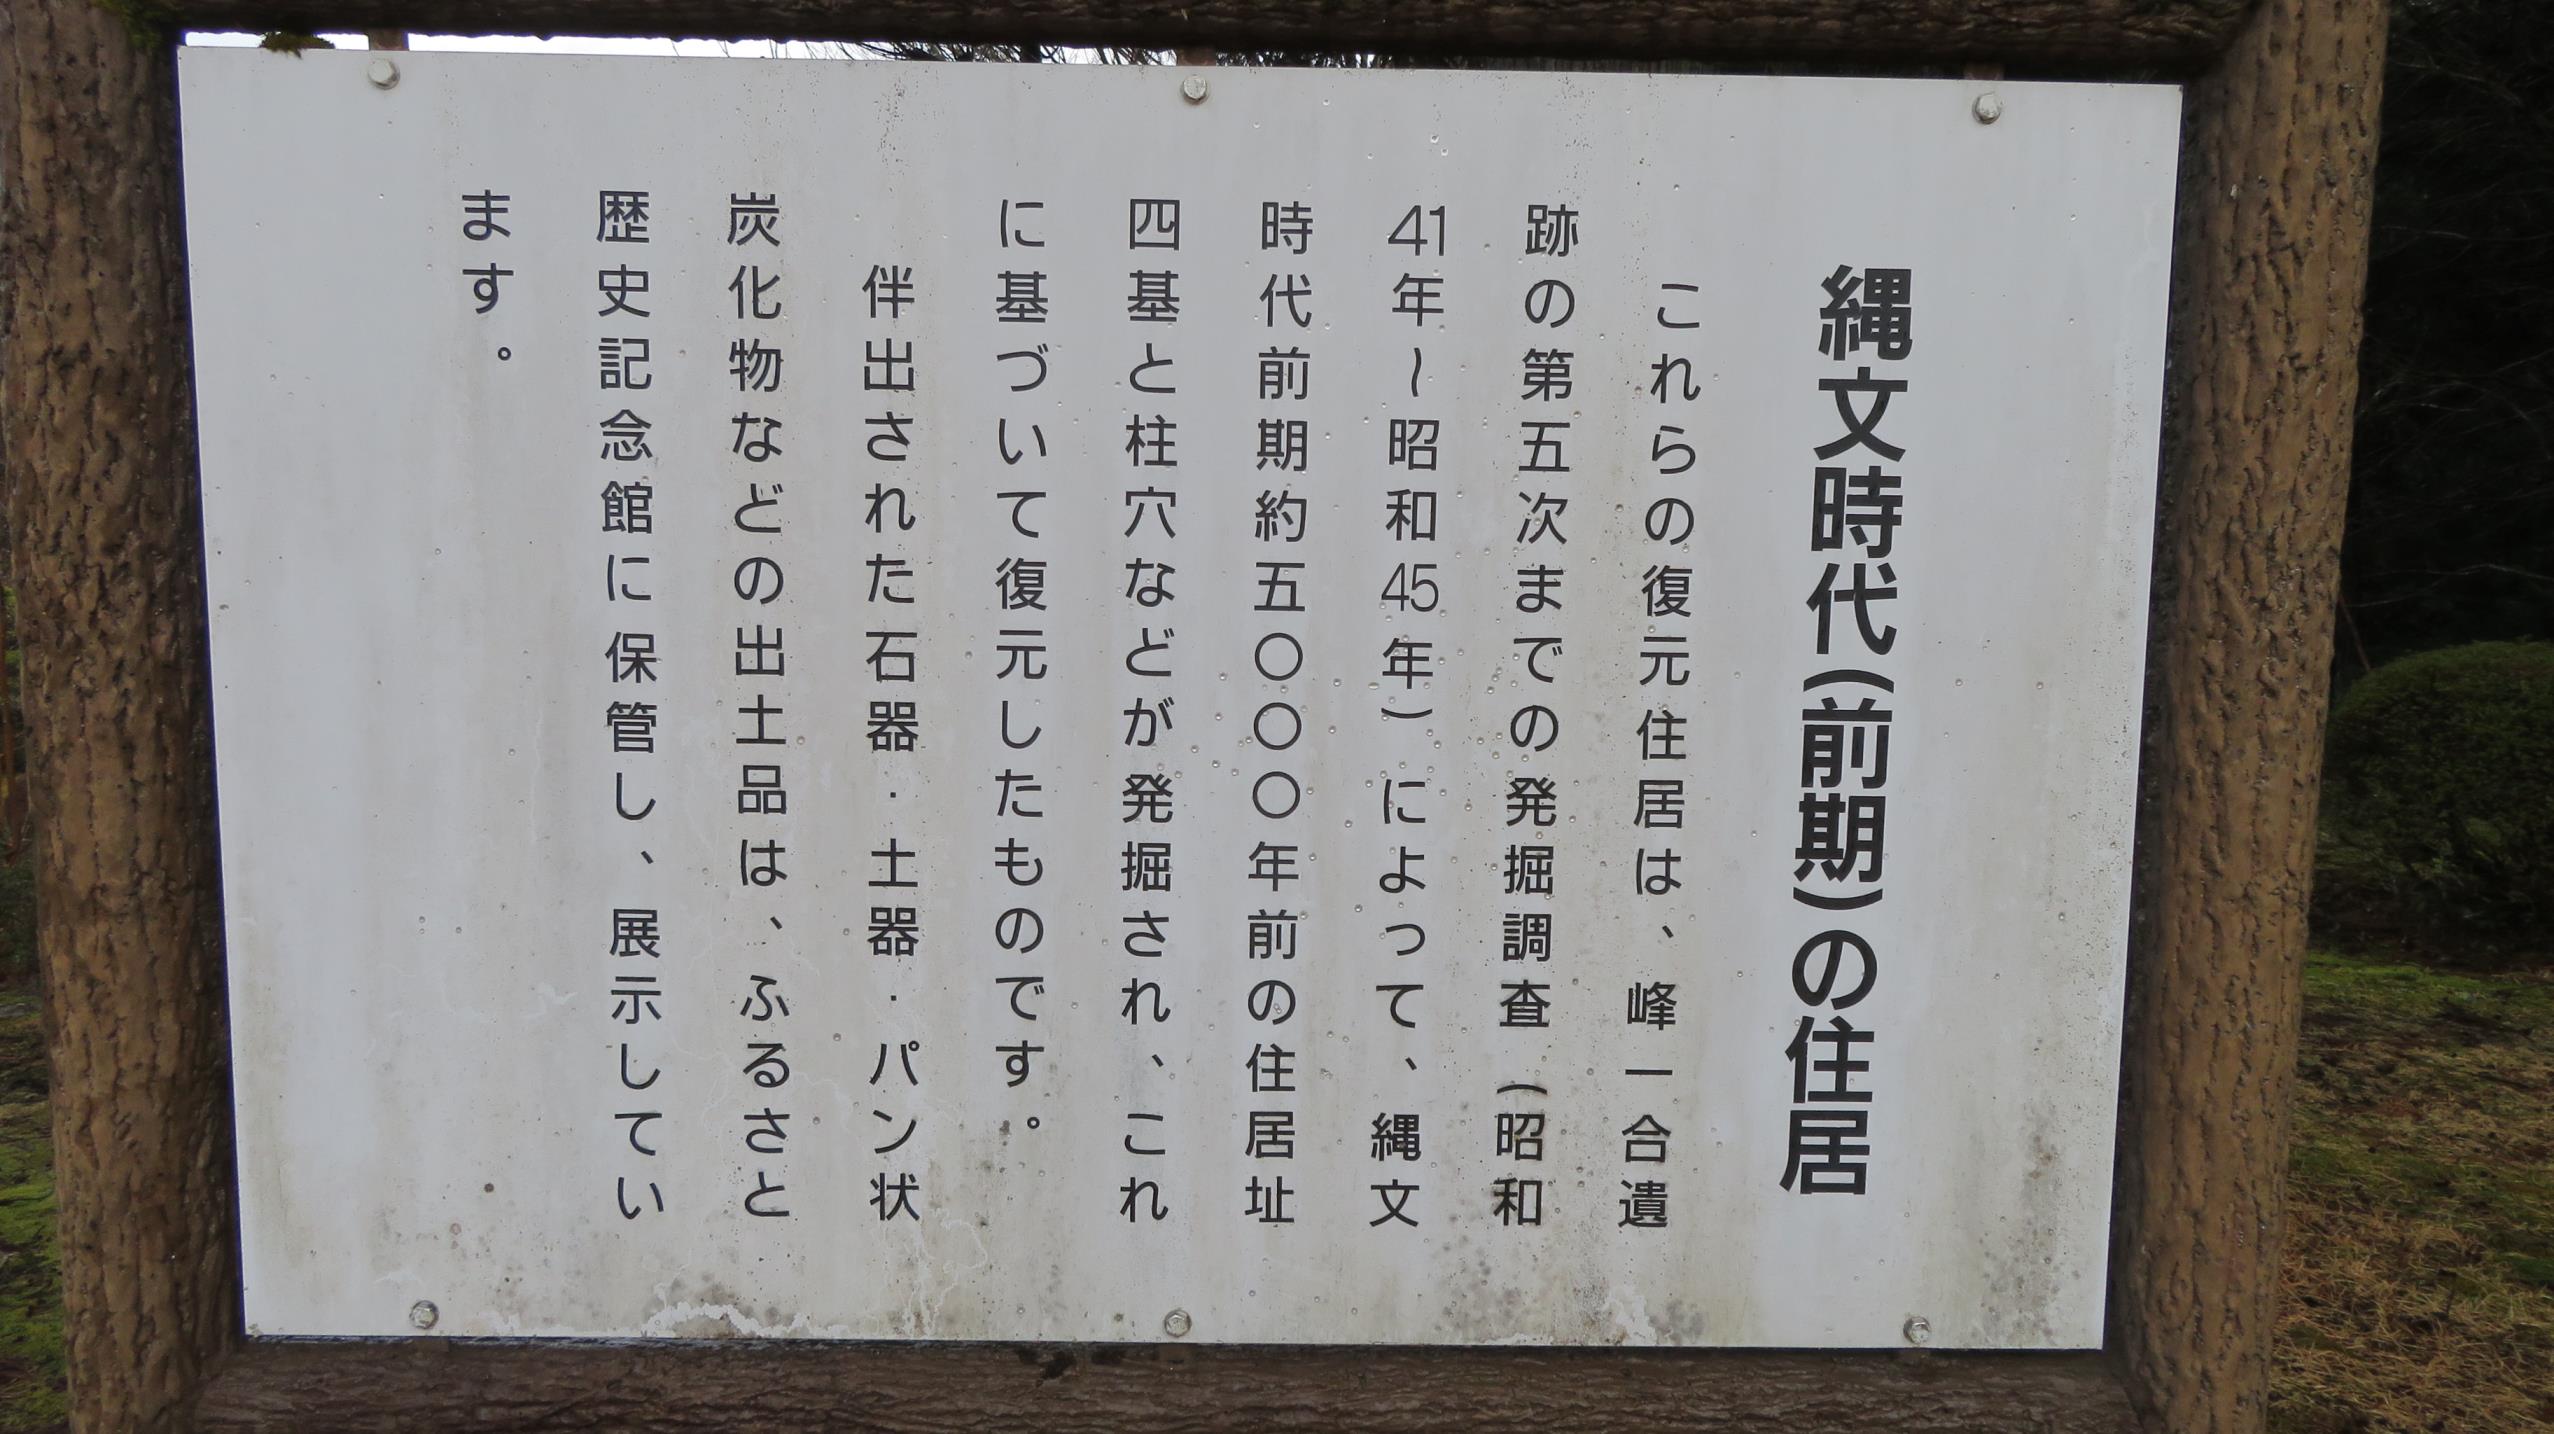 縄文時代(前期)の住居
これらの復元住居は、峰一合遺
跡の第五次までの発掘調査(昭和
41年~昭和45年)によって、縄文
時代前期約五〇〇〇年前の住居址
四基と柱穴などが発掘され、これ
に基づいて復元したものです。
伴出された石器・土器・パン状
炭化物などの出土品は、ふるさと
歴史記念館に保管し、展示してい
ます。